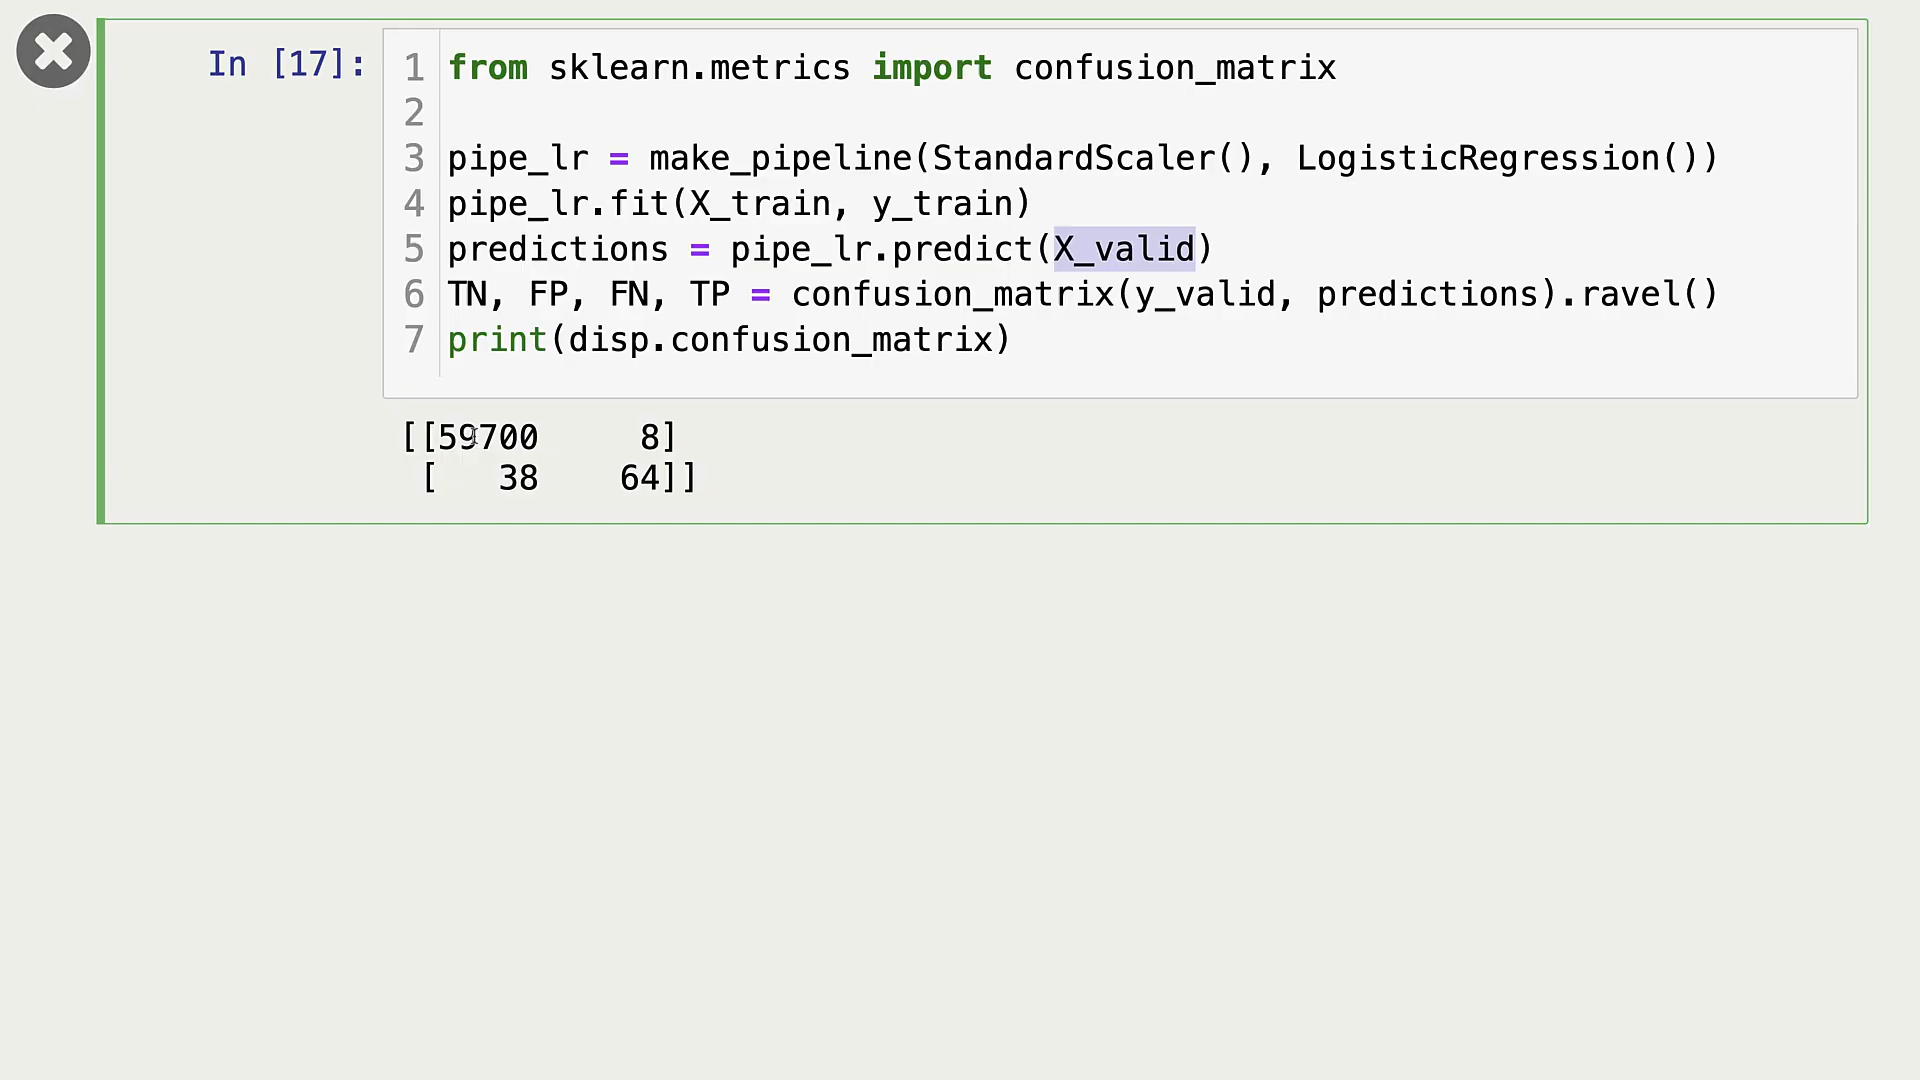 In [17]:
1 from sklearn.metrics import confusion_matrix
2
3 pipe_lr = make_pipeline(StandardScaler(), LogisticRegression())
4 pipe_lr.fit(X_train, y_train)
5 predictions = pipe_lr.predict(X_valid)
6 TN, FP, FN, TP = confusion_matrix(y_valid, predictions).ravel()
7 print(disp.confusion_matrix)
[[59700     8]
 [   38    64]]